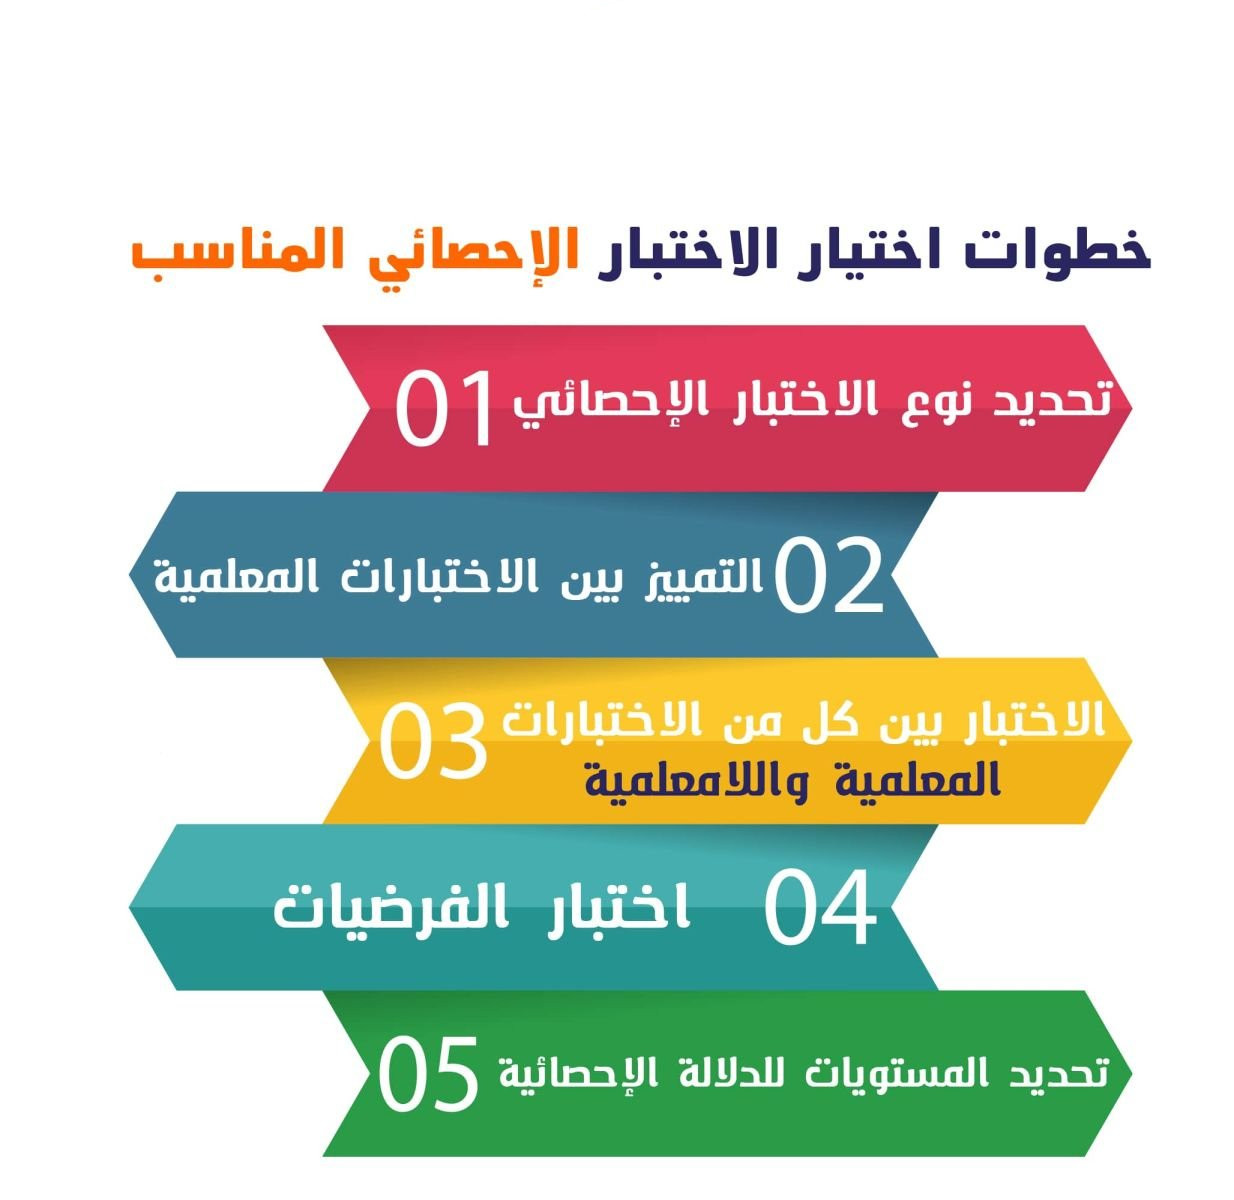 خطوات اختيار الاختبار الإحصائي المناسب
01 تحديد نوع الاختبار الإحصائي
02 التمييز بين الاختبارات المعلمية
03 الاختبار بين كل من الاختبارات
المعلمية واللامعلمية
04 اختبار الفرضيات
05 تحديد المستويات للدلالة الإحصائية